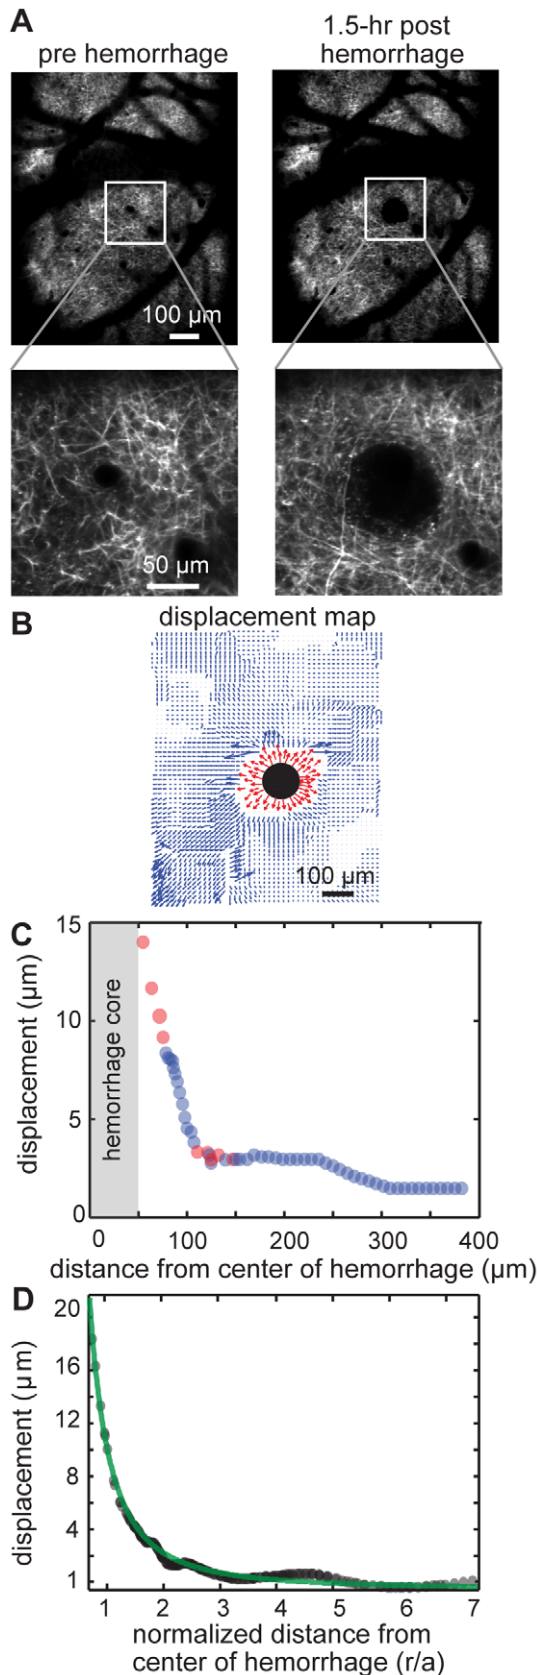 A
pre hemorrhage
1.5-hr post
hemorrhage
100 µm
50 µm
B
displacement map
100 µm
C
15
10
5
0
displacement (µm)
hemorrhage core
0 100 200 300 400
distance from center of hemorrhage (µm)
D
20
16
12
8
4
1
displacement (µm)
1 2 3 4 5 6 7
normalized distance from
center of hemorrhage (r/a)